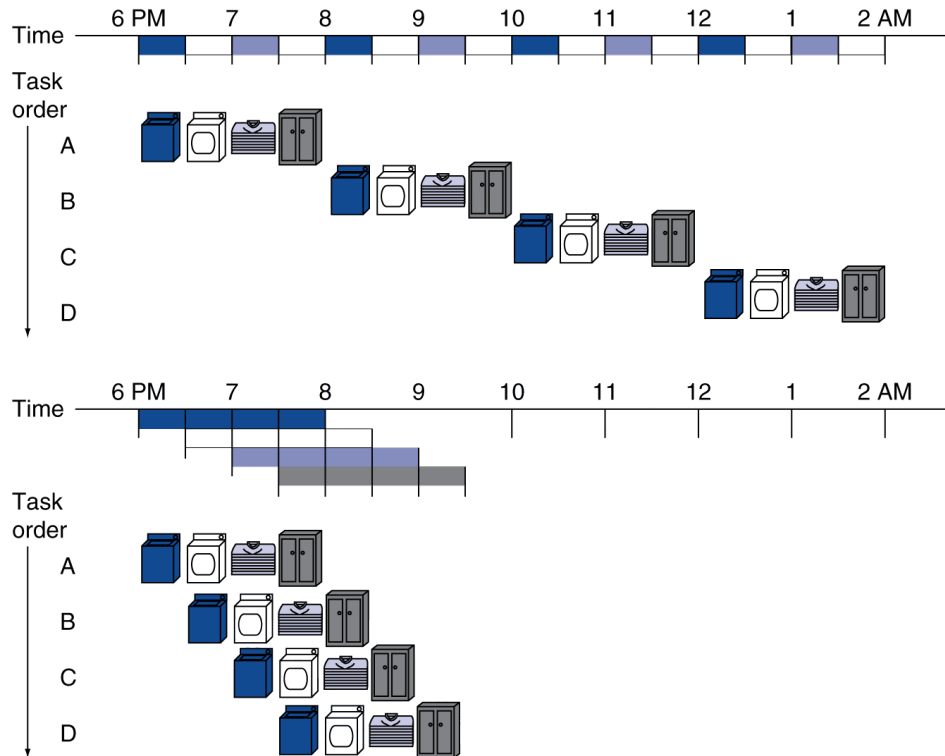 6 PM 7 8 9 10 11 12 1 2 AM
Time
Task
order
A
B
C
D
6 PM 7 8 9 10 11 12 1 2 AM
Time
Task
order
A
B
C
D